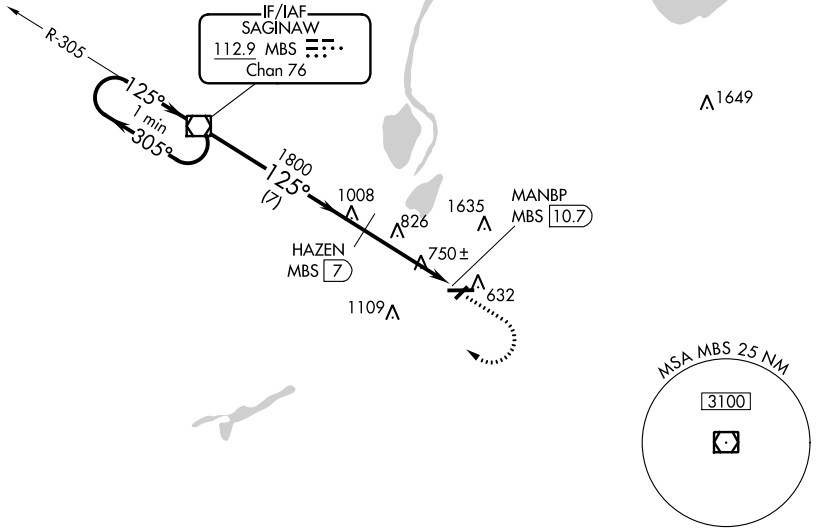 IF/IAF
SAGINAW
112.9 MBS
Chan 76
R-305
125°
1 min
305°
1800
125°
(7)
1649
1008
826
1635
MANBP
MBS 10.7
HAZEN
MBS 7
750 ±
632
1109
MSA MBS 25 NM
3100